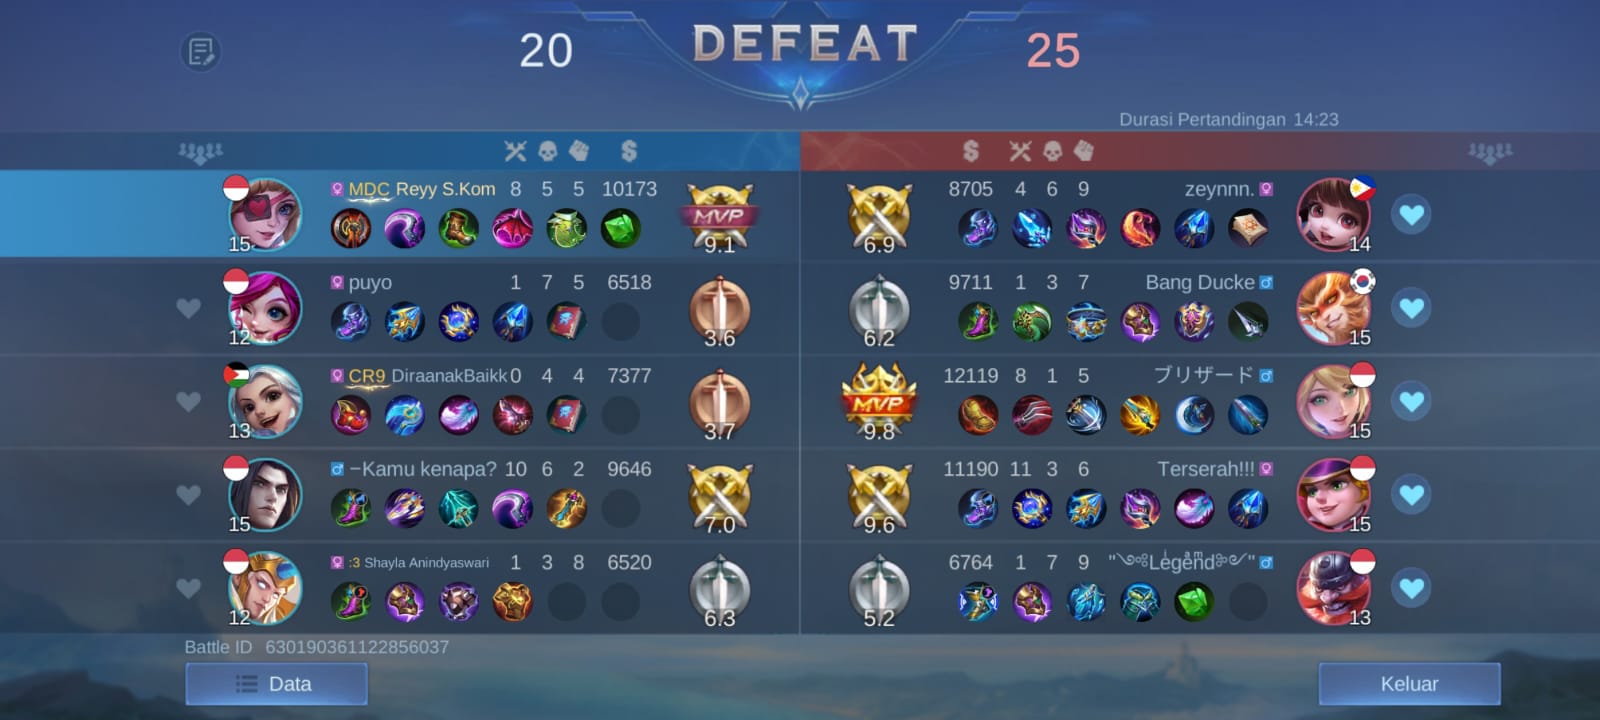 20 DEFEAT 25
Durasi Pertandingan 14:23
MDC Reyy S.Kom 8 5 5 10173
15 MVP 9.1
8705 4 6 9 zeynnn.
6.9 14
puyo 1 7 5 6518
12 3.6
9711 1 3 7 Bang Ducke
6.2 15
CR9 DiraanakBaikk 0 4 4 7377
13 3.7
12119 8 1 5 ブリザード
MVP 9.8 15
−Kamu kenapa? 10 6 2 9646
15 7.0
11190 11 3 6 Terserah!!!
9.6 15
:3 Shayla Anindyaswari 1 3 8 6520
12 6.3
6764 1 7 9
5.2 13
Battle ID 630190361122856037
Data Keluar